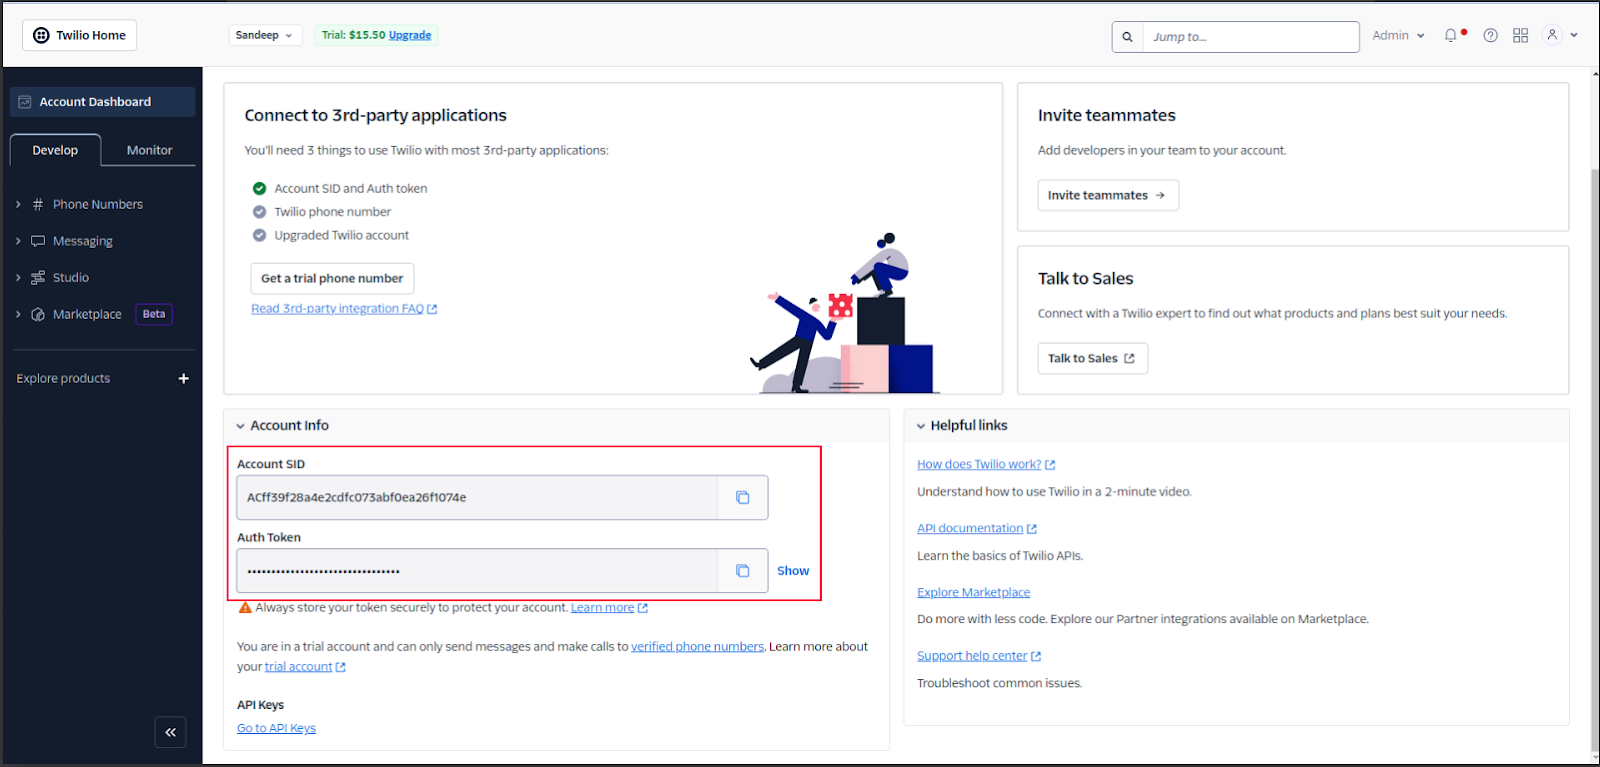 Twilio Home
Sandeep
Trial: $15.50 Upgrade
Jump to...
Admin
Account Dashboard
Develop
Monitor
Phone Numbers
Messaging
Studio
Marketplace Beta
Explore products +
Connect to 3rd-party applications
You'll need 3 things to use Twilio with most 3rd-party applications:
Account SID and Auth token
Twilio phone number
Upgraded Twilio account
Get a trial phone number
Read 3rd-party integration FAQ
Invite teammates
Add developers in your team to your account.
Invite teammates →
Talk to Sales
Connect with a Twilio expert to find out what products and plans best suit your needs.
Talk to Sales
Account Info
Account SID
ACff39f28a4e2cdfc073abf0ea26f1074e
Auth Token
••••••••••••••••••••••••••••••••
Show
Always store your token securely to protect your account. Learn more
You are in a trial account and can only send messages and make calls to verified phone numbers. Learn more about
your trial account
API Keys
Go to API Keys
Helpful links
How does Twilio work?
Understand how to use Twilio in a 2-minute video.
API documentation
Learn the basics of Twilio APIs.
Explore Marketplace
Do more with less code. Explore our Partner integrations available on Marketplace.
Support help center
Troubleshoot common issues.